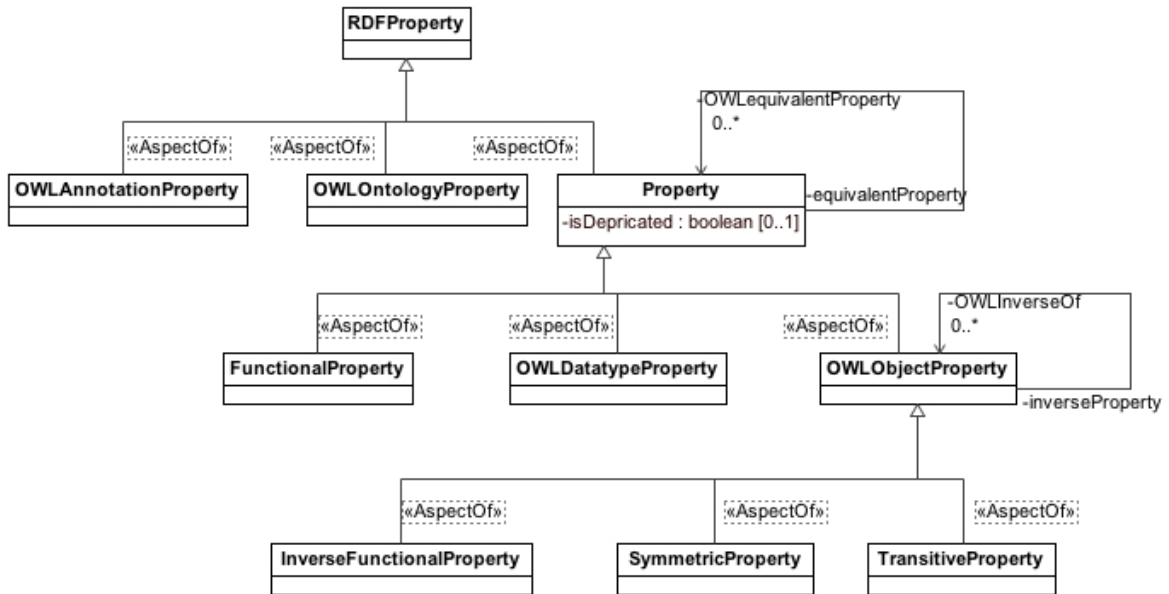 RDFProperty
-OWLequivalentProperty
0..*
«AspectOf»
«AspectOf»
«AspectOf»
OWLAnnotationProperty
OWLOntologyProperty
Property
-equivalentProperty
-isDepricated : boolean [0..1]
-OWLInverseOf
0..*
«AspectOf»
«AspectOf»
«AspectOf»
FunctionalProperty
OWLDatatypeProperty
OWLObjectProperty
-inverseProperty
«AspectOf»
«AspectOf»
«AspectOf»
InverseFunctionalProperty
SymmetricProperty
TransitiveProperty